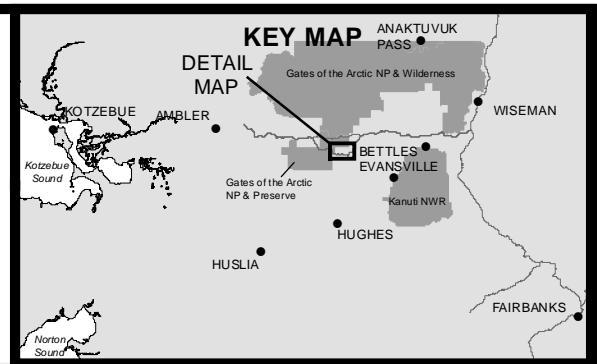 KEY MAP
ANAKTUVUK
PASS
DETAIL
MAP
Gates of the Arctic NP & Wilderness
WISEMAN
KOTZEBUE
AMBLER
Kotzebue
Sound
BETTLES
EVANSVILLE
Gates of the Arctic
NP & Preserve
Kanuti NWR
HUGHES
HUSLIA
FAIRBANKS
Norton
Sound